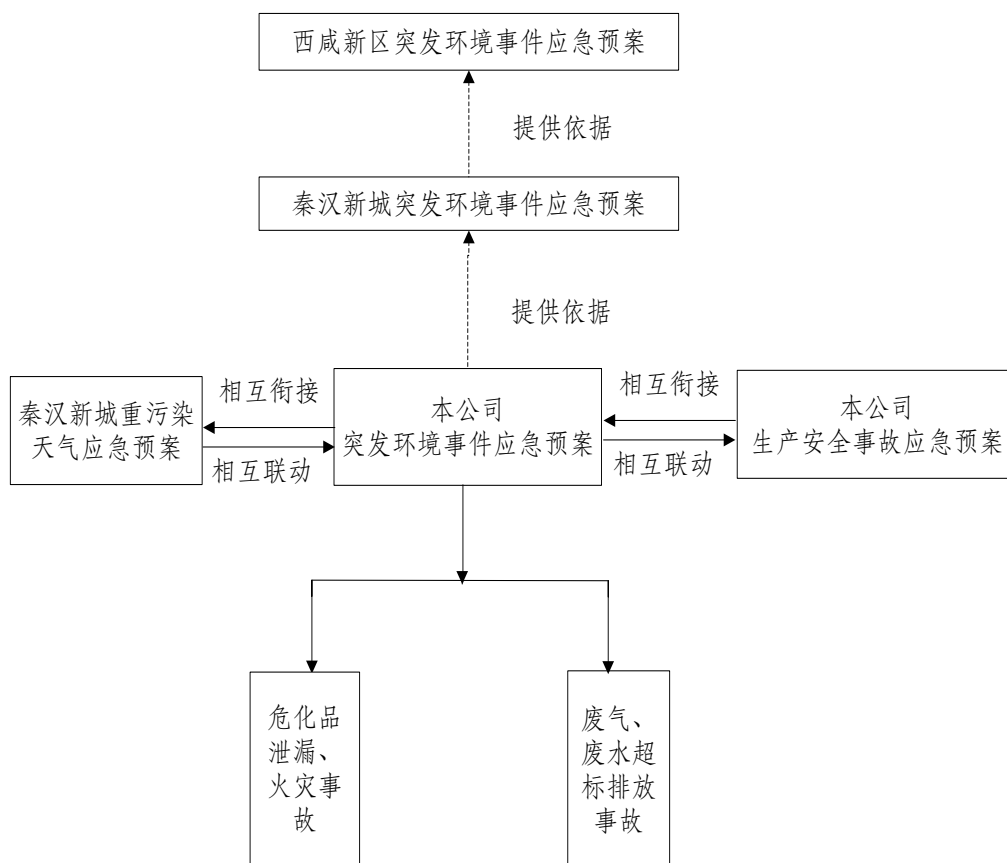 西咸新区突发环境事件应急预案
提供依据
秦汉新城突发环境事件应急预案
提供依据
相互衔接
相互衔接
秦汉新城重污染
天气应急预案
本公司
突发环境事件应急预案
本公司
生产安全事故应急预案
相互联动
相互联动
危化品
泄漏、
火灾事
故
废气、
废水超
标排放
事故